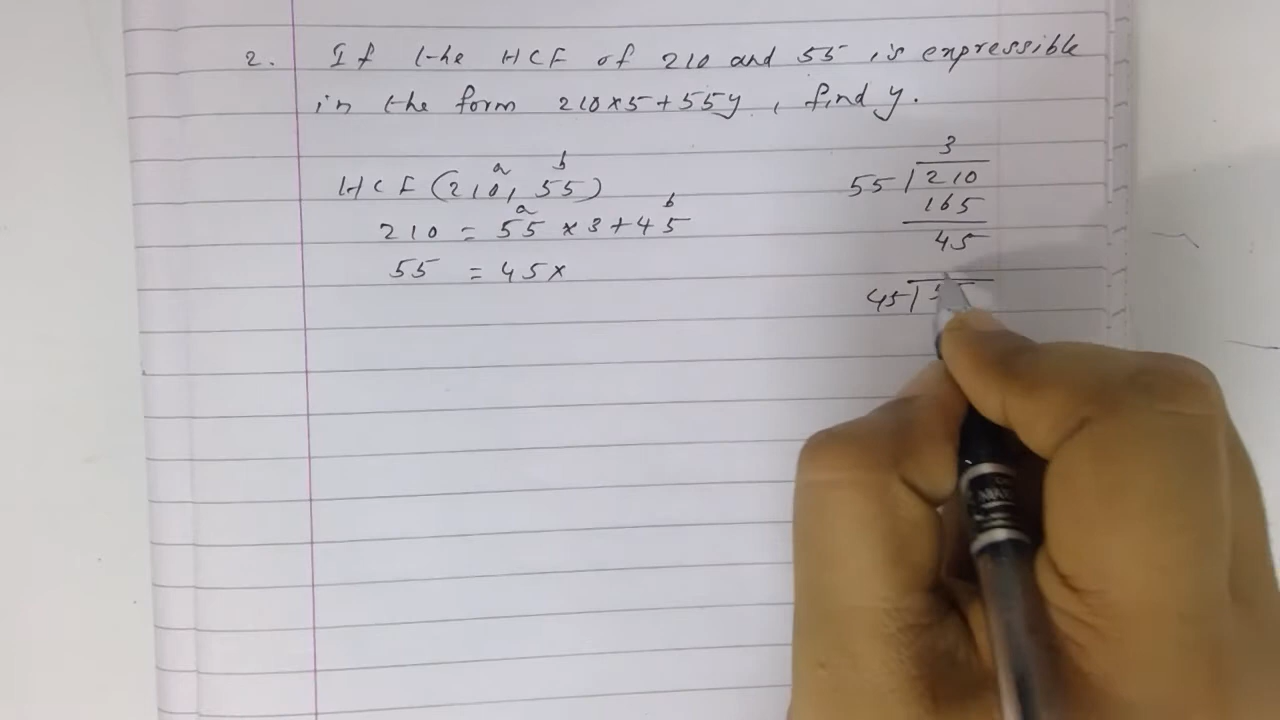 2. If the HCF of 210 and 55 is expressible
in the form 210×5+55y, find y.
a b
HCF(210, 55)
a b
210 = 55 × 3 + 45
55 = 45×
3
55 210
165
45
45